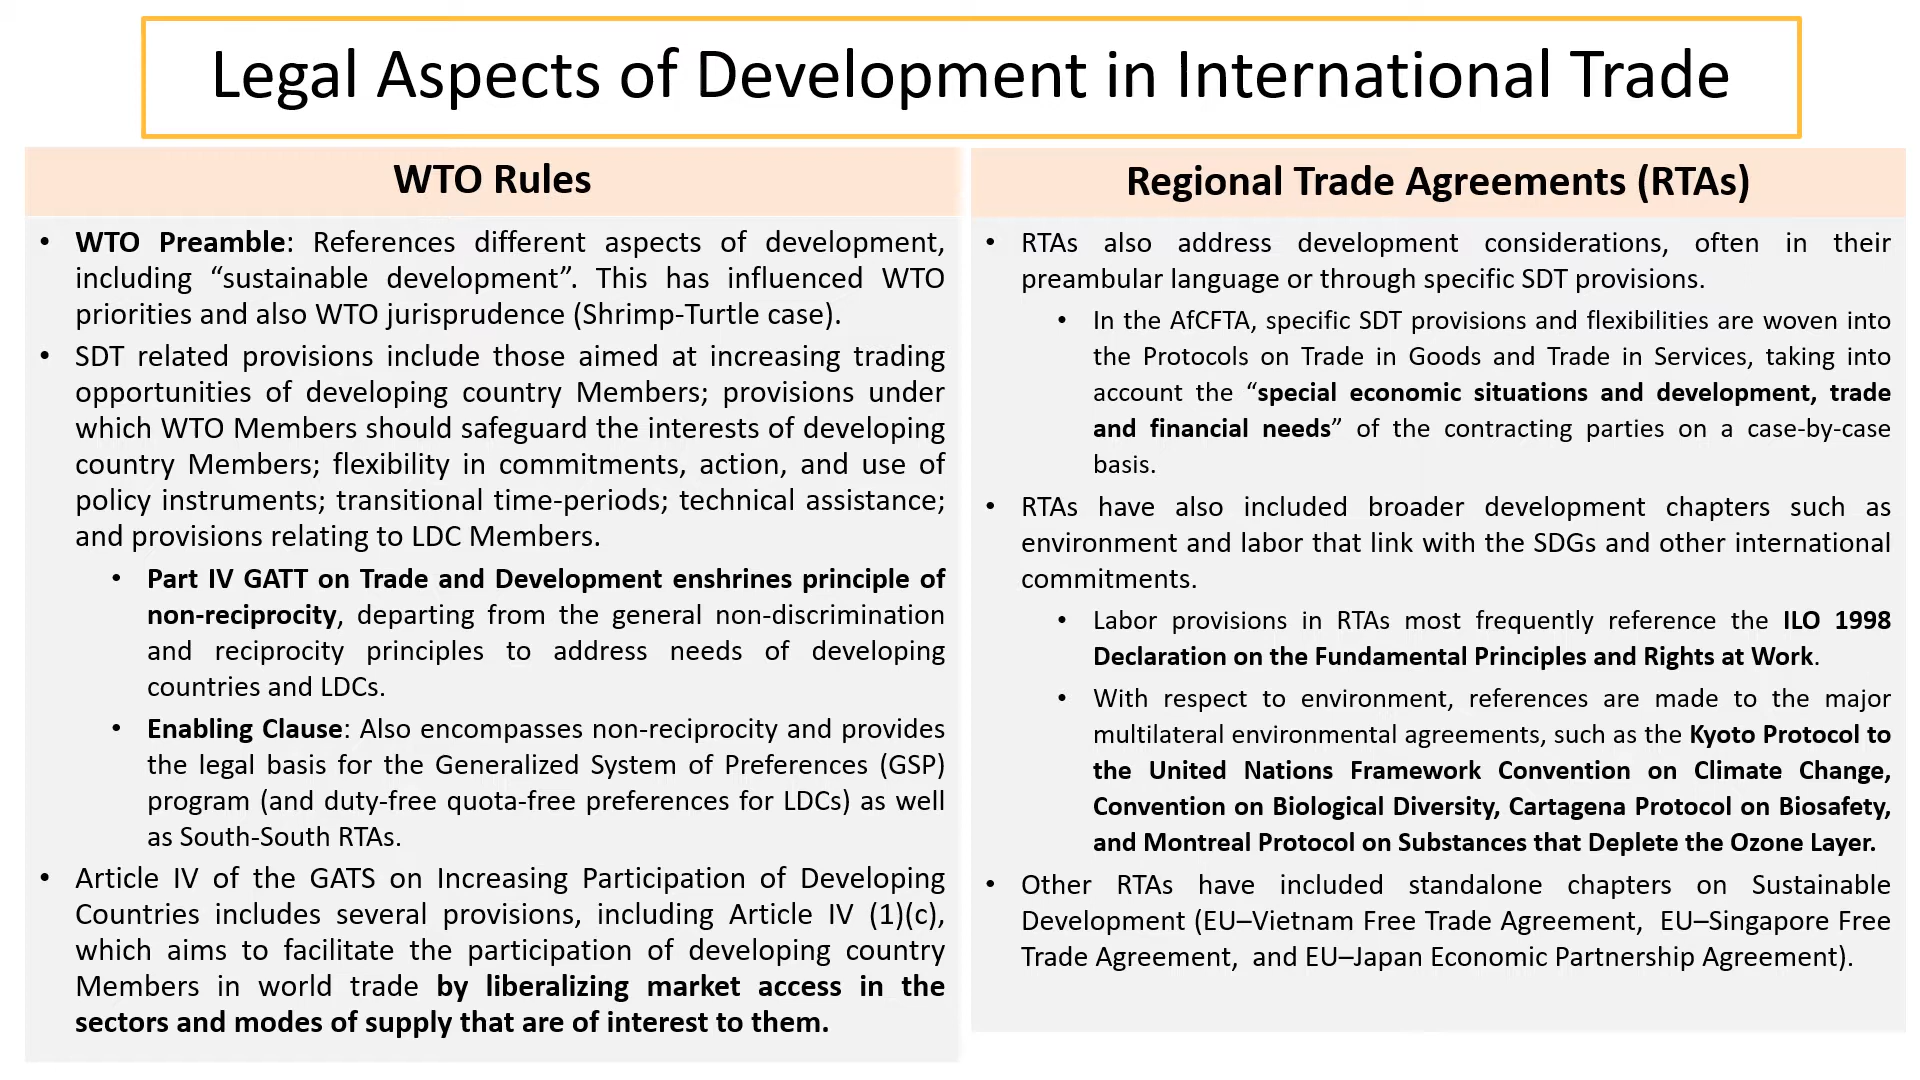 Legal Aspects of Development in International Trade
WTO Rules
• WTO Preamble: References different aspects of development,
including “sustainable development”. This has influenced WTO
priorities and also WTO jurisprudence (Shrimp-Turtle case).
• SDT related provisions include those aimed at increasing trading
opportunities of developing country Members; provisions under
which WTO Members should safeguard the interests of developing
country Members; flexibility in commitments, action, and use of
policy instruments; transitional time-periods; technical assistance;
and provisions relating to LDC Members.
• Part IV GATT on Trade and Development enshrines principle of
non-reciprocity, departing from the general non-discrimination
and reciprocity principles to address needs of developing
countries and LDCs.
• Enabling Clause: Also encompasses non-reciprocity and provides
the legal basis for the Generalized System of Preferences (GSP)
program (and duty-free quota-free preferences for LDCs) as well
as South-South RTAs.
• Article IV of the GATS on Increasing Participation of Developing
Countries includes several provisions, including Article IV (1)(c),
which aims to facilitate the participation of developing country
Members in world trade by liberalizing market access in the
sectors and modes of supply that are of interest to them.
Regional Trade Agreements (RTAs)
• RTAs also address development considerations, often in their
preambular language or through specific SDT provisions.
• In the AfCFTA, specific SDT provisions and flexibilities are woven into
the Protocols on Trade in Goods and Trade in Services, taking into
account the “special economic situations and development, trade
and financial needs” of the contracting parties on a case-by-case
basis.
• RTAs have also included broader development chapters such as
environment and labor that link with the SDGs and other international
commitments.
• Labor provisions in RTAs most frequently reference the ILO 1998
Declaration on the Fundamental Principles and Rights at Work.
• With respect to environment, references are made to the major
multilateral environmental agreements, such as the Kyoto Protocol to
the United Nations Framework Convention on Climate Change,
Convention on Biological Diversity, Cartagena Protocol on Biosafety,
and Montreal Protocol on Substances that Deplete the Ozone Layer.
• Other RTAs have included standalone chapters on Sustainable
Development (EU–Vietnam Free Trade Agreement, EU–Singapore Free
Trade Agreement, and EU–Japan Economic Partnership Agreement).